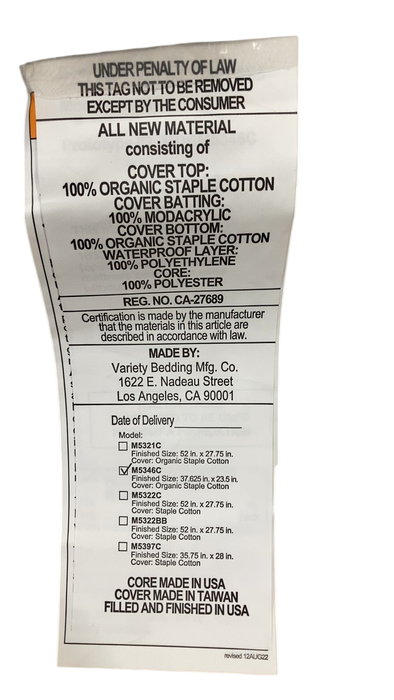 UNDER PENALTY OF LAW
THIS TAG NOT TO BE REMOVED
EXCEPT BY THE CONSUMER
ALL NEW MATERIAL
consisting of
COVER TOP:
100% ORGANIC STAPLE COTTON
COVER BATTING:
100% MODACRYLIC
COVER BOTTOM:
100% ORGANIC STAPLE COTTON
WATERPROOF LAYER:
100% POLYETHYLENE
CORE:
100% POLYESTER
REG. NO. CA-27689
Certification is made by the manufacturer
that the materials in this article are
described in accordance with law.
MADE BY:
Variety Bedding Mfg. Co.
1622 E. Nadeau Street
Los Angeles, CA 90001
Date of Delivery
Model:
M5321C
Finished Size: 52 in. x 27.75 in.
Cover: Organic Staple Cotton
M5346C
Finished Size: 37.625 in. x 23.5 in.
Cover: Organic Staple Cotton
M5322C
Finished Size: 52 in. x 27.75 in.
Cover: Staple Cotton
M5322BB
Finished Size: 52 in. x 27.75 in.
Cover: Staple Cotton
M5397C
Finished Size: 35.75 in. x 28 in.
Cover: Staple Cotton
CORE MADE IN USA
COVER MADE IN TAIWAN
FILLED AND FINISHED IN USA
revised 12AUG22